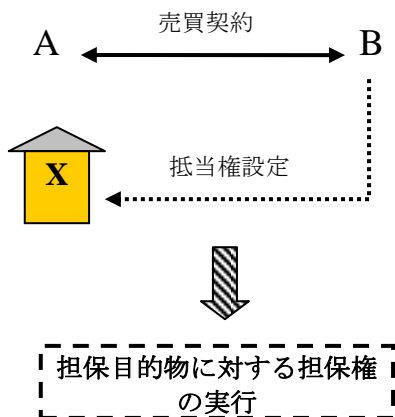 売買契約
A B
X
抵当権設定
担保目的物に対する担保権
の実行